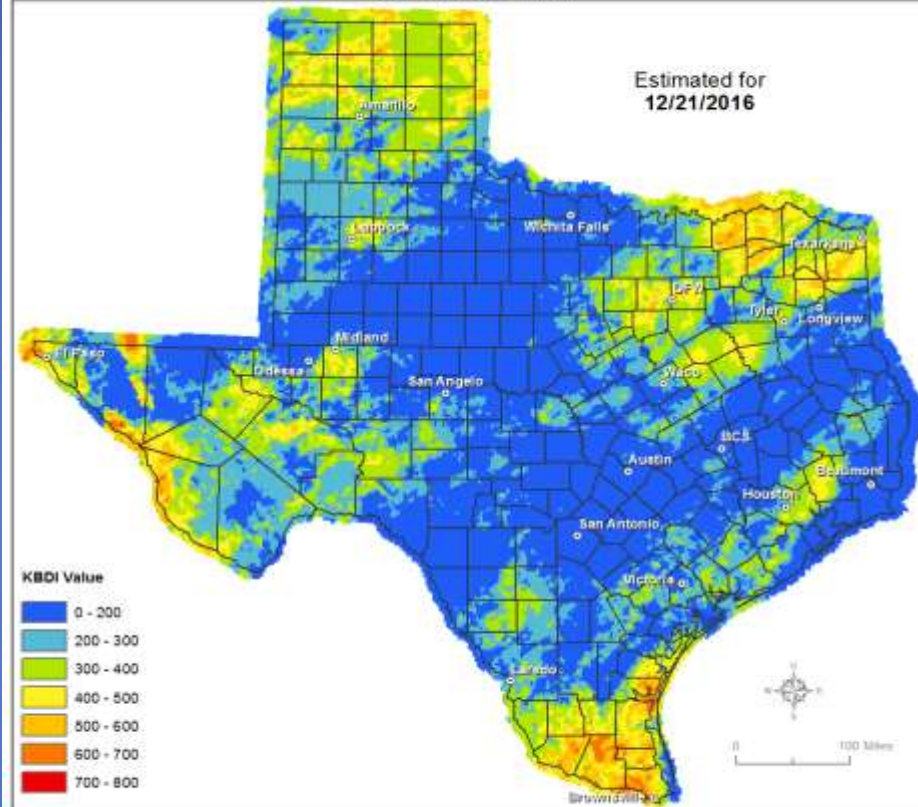 Estimated for
12/21/2016
Amarillo
Lubbock
Wichita Falls
Texarkana
DFW
Tyler
Longview
El Paso
Midland
Odessa
San Angelo
Waco
BCS
Austin
Beaumont
Houston
San Antonio
Victoria
Laredo
Brownsville
KBDI Value
0 - 200
200 - 300
300 - 400
400 - 500
500 - 600
600 - 700
700 - 800
0 100 Miles